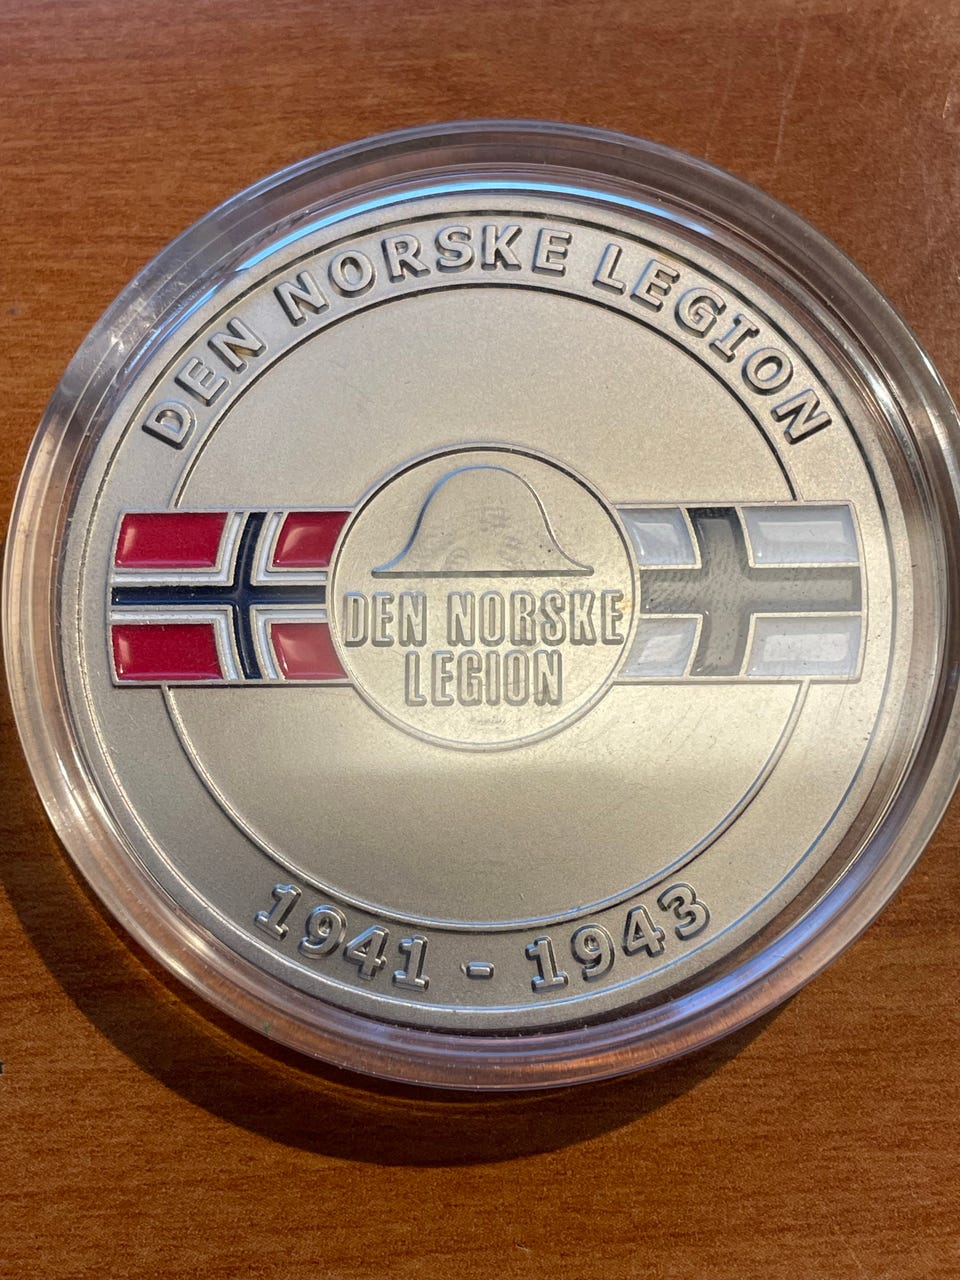 DEN NORSKE LEGION
DEN NORSKE
LEGION
1941 - 1943